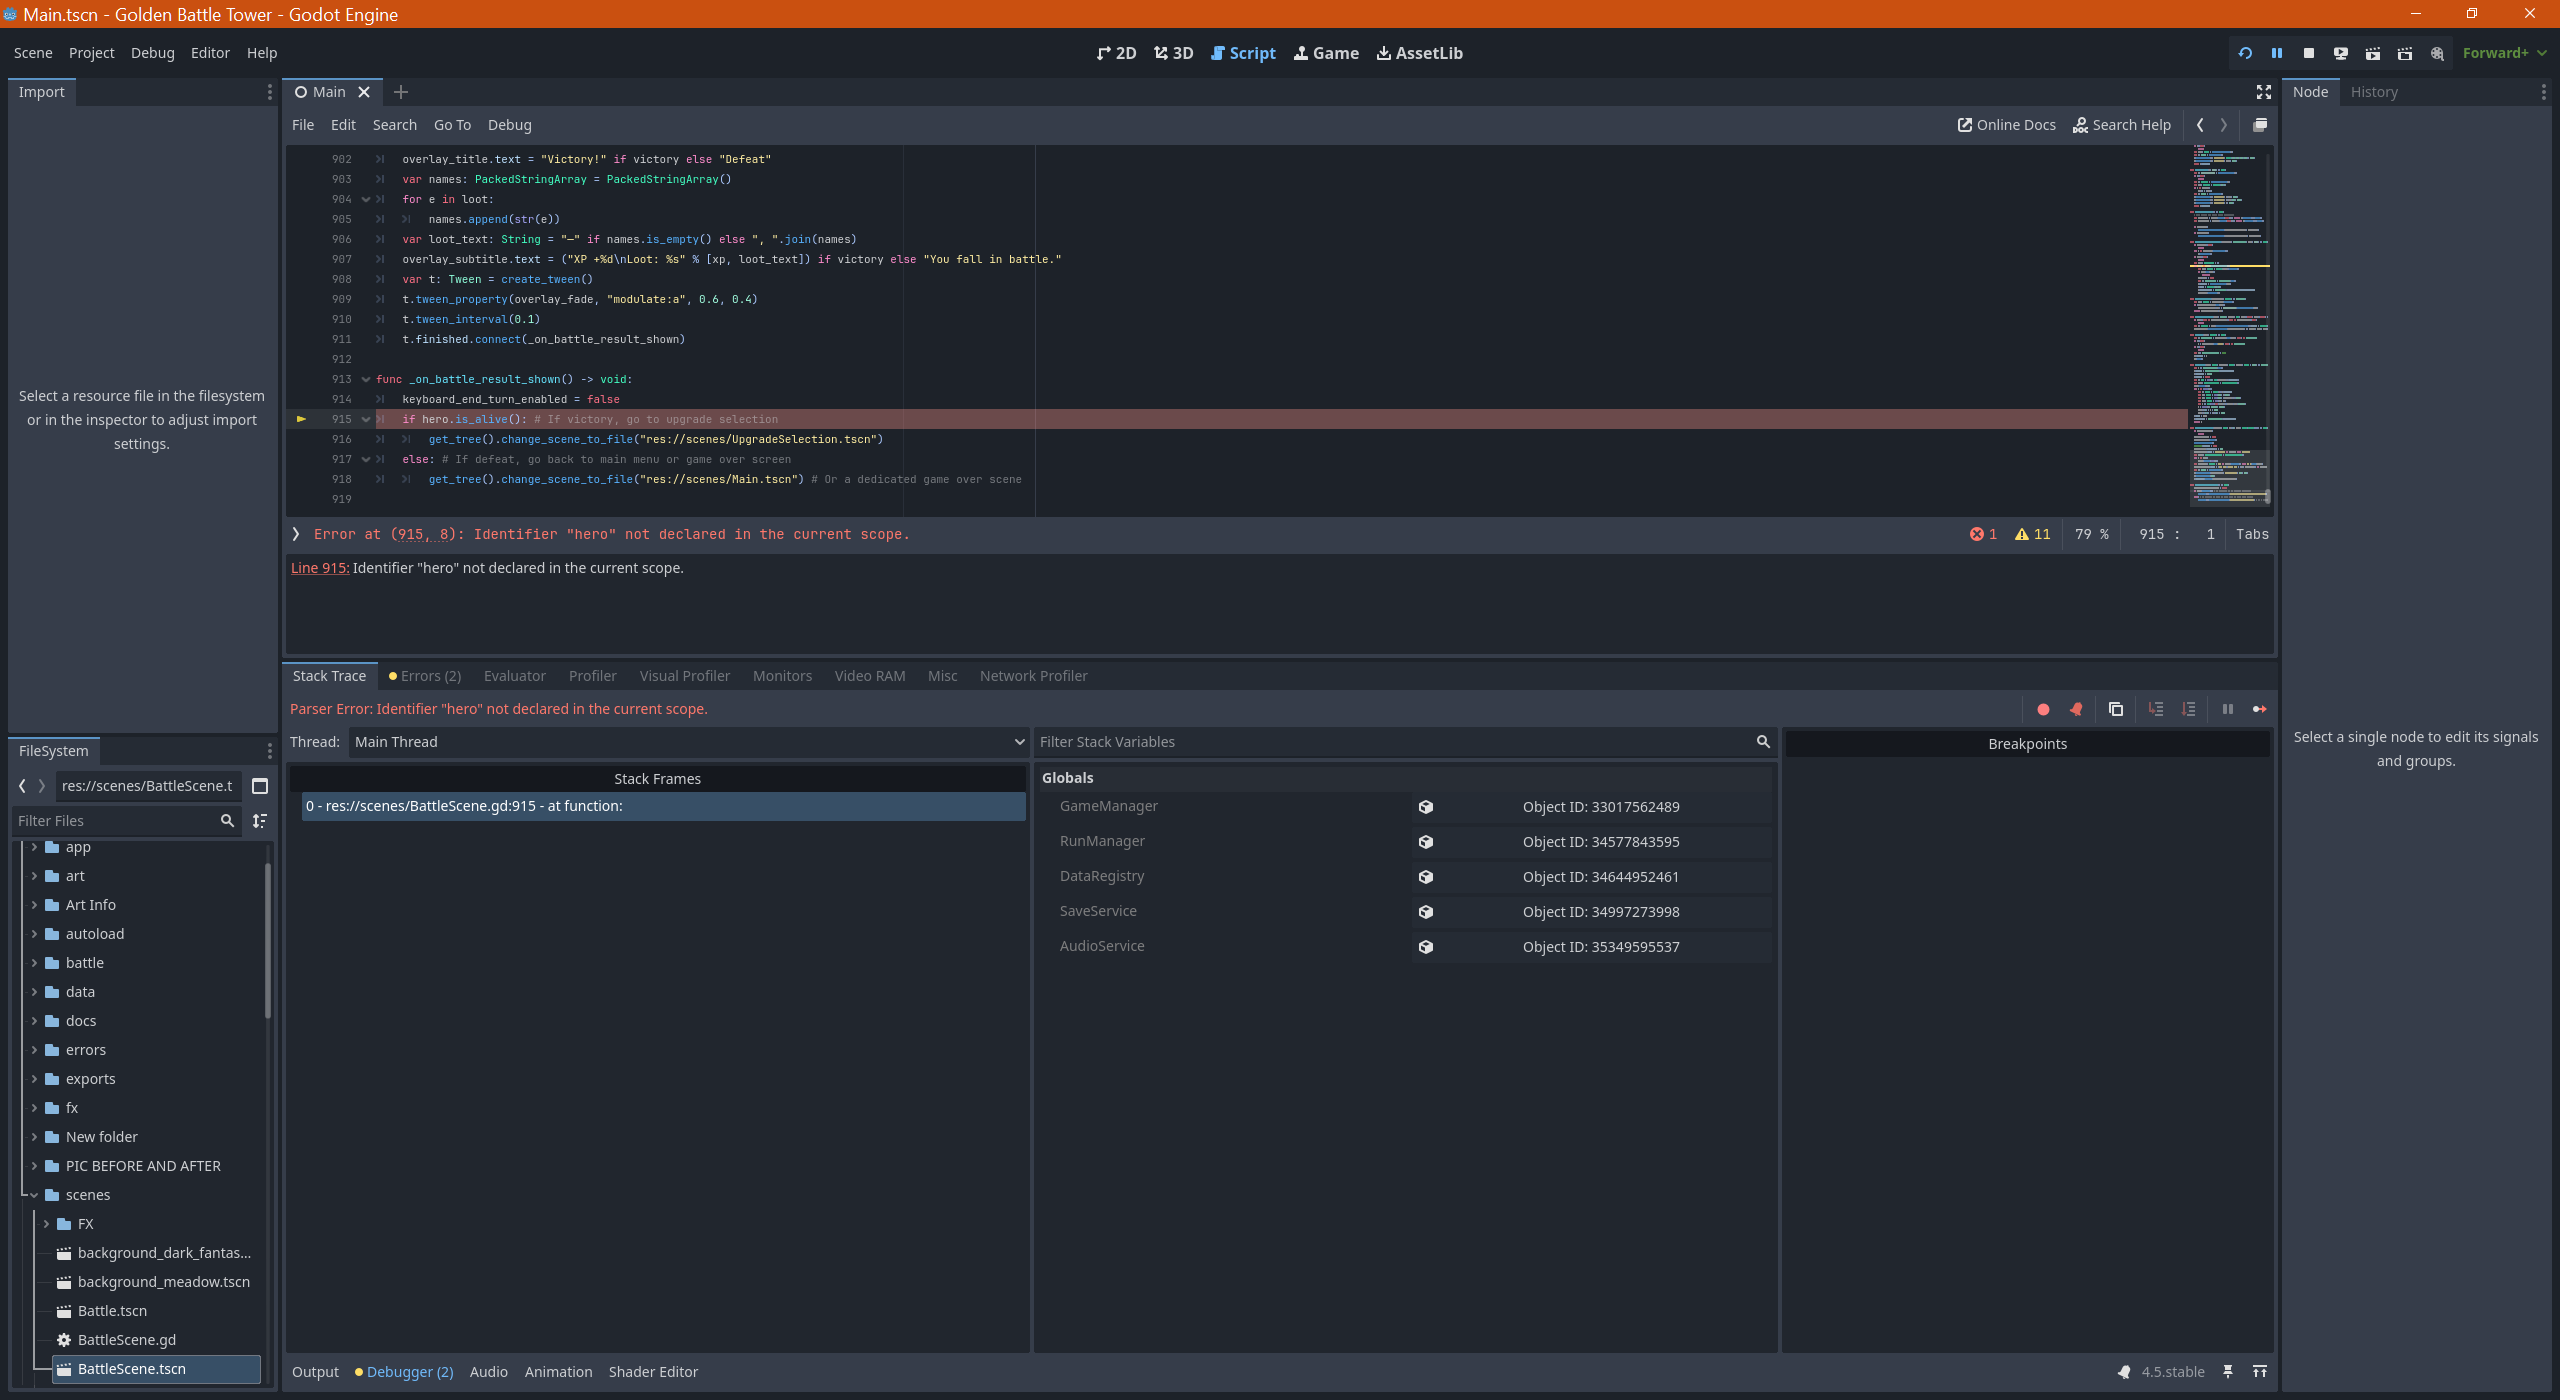 Main.tscn - Golden Battle Tower - Godot Engine
Scene Project Debug Editor Help
2D 3D Script Game AssetLib
Forward+
Import
Main
Node History
File Edit Search Go To Debug
Online Docs Search Help
Select a resource file in the filesystem
or in the inspector to adjust import
settings.
902 overlay_title.text = "Victory!" if victory else "Defeat"
903 var names: PackedStringArray = PackedStringArray()
904 for e in loot:
905 names.append(str(e))
906 var loot_text: String = "—" if names.is_empty() else ", ".join(names)
907 overlay_subtitle.text = ("XP +%d\nLoot: %s" % [xp, loot_text]) if victory else "You fall in battle."
908 var t: Tween = create_tween()
909 t.tween_property(overlay_fade, "modulate:a", 0.6, 0.4)
910 t.tween_interval(0.1)
911 t.finished.connect(_on_battle_result_shown)
912
913 func _on_battle_result_shown() -> void:
914 keyboard_end_turn_enabled = false
915 if hero.is_alive(): # If victory, go to upgrade selection
916 get_tree().change_scene_to_file("res://scenes/UpgradeSelection.tscn")
917 else: # If defeat, go back to main menu or game over screen
918 get_tree().change_scene_to_file("res://scenes/Main.tscn") # Or a dedicated game over scene
919
Error at (915, 8): Identifier "hero" not declared in the current scope.
1 11 79 % 915 : 1 Tabs
Line 915: Identifier "hero" not declared in the current scope.
Stack Trace Errors (2) Evaluator Profiler Visual Profiler Monitors Video RAM Misc Network Profiler
Parser Error: Identifier "hero" not declared in the current scope.
Thread: Main Thread
Filter Stack Variables
Breakpoints
Stack Frames
0 - res://scenes/BattleScene.gd:915 - at function:
Globals
GameManager Object ID: 33017562489
RunManager Object ID: 34577843595
DataRegistry Object ID: 34644952461
SaveService Object ID: 34997273998
AudioService Object ID: 35349595537
Select a single node to edit its signals
and groups.
FileSystem
res://scenes/BattleScene.t
Filter Files
app
art
Art Info
autoload
battle
data
docs
errors
exports
fx
New folder
PIC BEFORE AND AFTER
scenes
FX
background_dark_fantas...
background_meadow.tscn
Battle.tscn
BattleScene.gd
BattleScene.tscn
Output Debugger (2) Audio Animation Shader Editor
4.5.stable